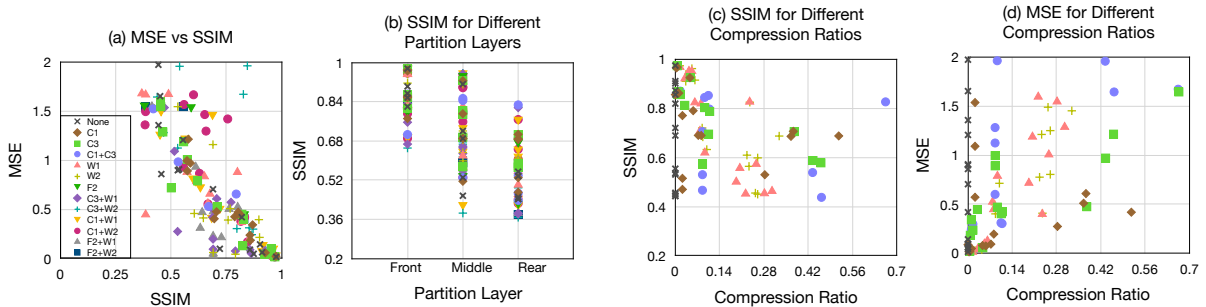 (a) MSE vs SSIM
2
1.5
1
0.5
0
MSE
0
0.5
0.75
1
SSIM
None
C1
C3
C1+C3
W1
W2
F2
C3+W1
C3+W2
C1+W1
C1+W2
F2+W1
F2+W2
(b) SSIM for Different
Partition Layers
1
0.84
0.68
0.52
0.36
0.2
SSIM
Front
Middle
Rear
Partition Layer
(c) SSIM for Different
Compression Ratios
1
0.8
0.6
0.4
0.2
SSIM
0
0.14
0.28
0.42
0.56
0.7
Compression Ratio
(d) MSE for Different
Compression Ratios
2
1.5
1
0.5
0
MSE
0
0.14
0.28
0.42
0.56
0.7
Compression Ratio